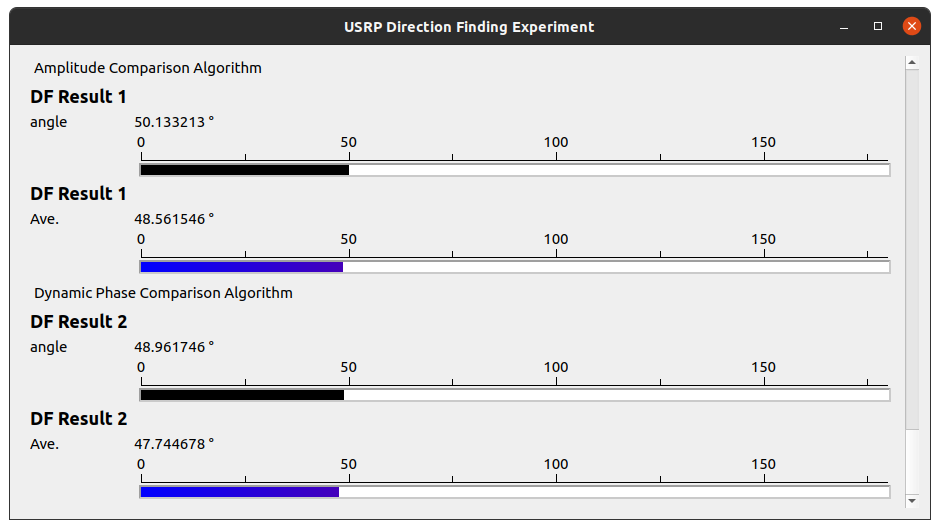 USRP Direction Finding Experiment
Amplitude Comparison Algorithm
DF Result 1
angle 50.133213 °
0 50 100 150
DF Result 1
Ave. 48.561546 °
0 50 100 150
Dynamic Phase Comparison Algorithm
DF Result 2
angle 48.961746 °
0 50 100 150
DF Result 2
Ave. 47.744678 °
0 50 100 150